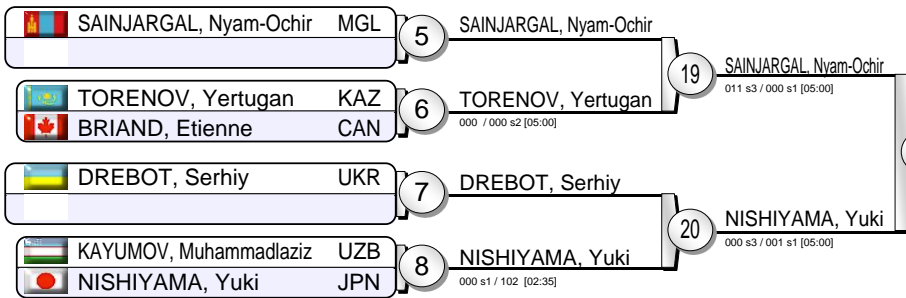 SAINJARGAL, Nyam-Ochir MGL
5
SAINJARGAL, Nyam-Ochir
19
SAINJARGAL, Nyam-Ochir
011 s3 / 000 s1 [05:00]
TORENOV, Yertugan KAZ
BRIAND, Etienne CAN
6
TORENOV, Yertugan
000 / 000 s2 [05:00]
DREBOT, Serhiy UKR
7
DREBOT, Serhiy
20
NISHIYAMA, Yuki
000 s3 / 001 s1 [05:00]
KAYUMOV, Muhammadlaziz UZB
NISHIYAMA, Yuki JPN
8
NISHIYAMA, Yuki
000 s1 / 102 [02:35]